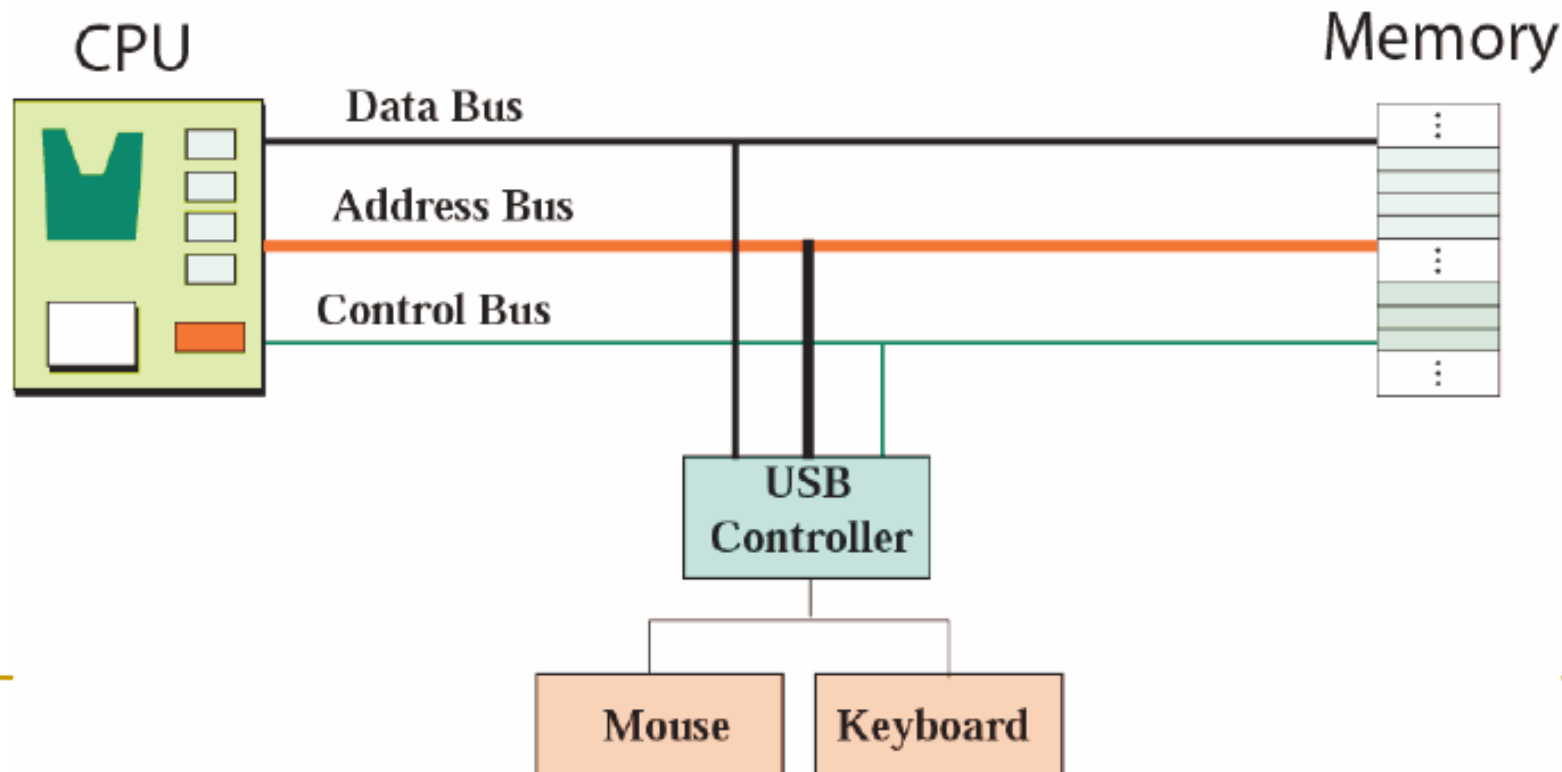 CPU
Memory
Data Bus
Address Bus
Control Bus
USB
Controller
Mouse
Keyboard